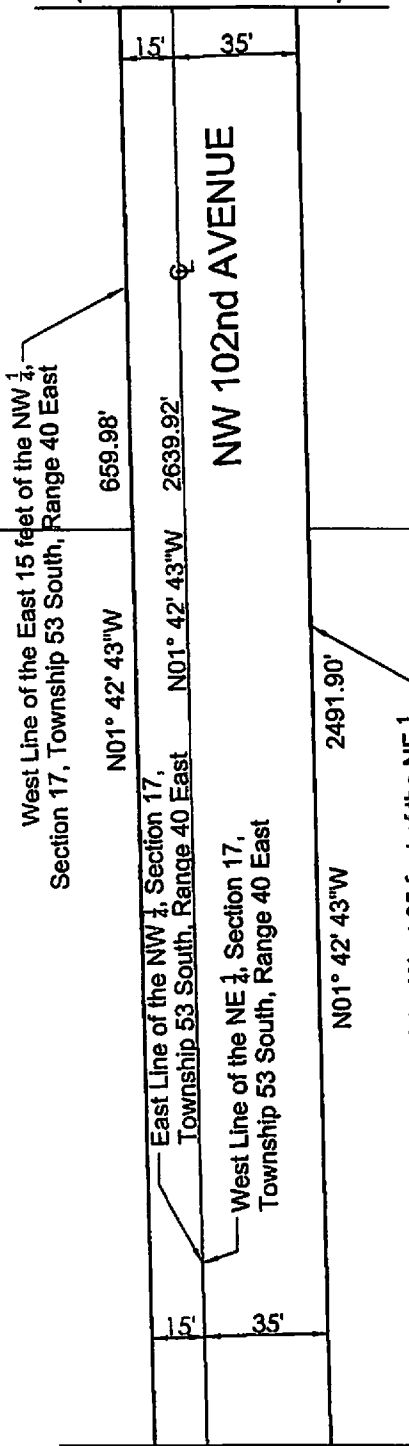 15'
35'
NW 102nd AVENUE
West Line of the East 15 feet of the NW 1/4,
Section 17, Township 53 South, Range 40 East
659.98'
N01° 42' 43"W
2639.92'
N01° 42' 43"W
East Line of the NW 1/4, Section 17,
Township 53 South, Range 40 East
West Line of the NE 1/4, Section 17,
Township 53 South, Range 40 East
2491.90'
N01° 42' 43"W
15'
35'